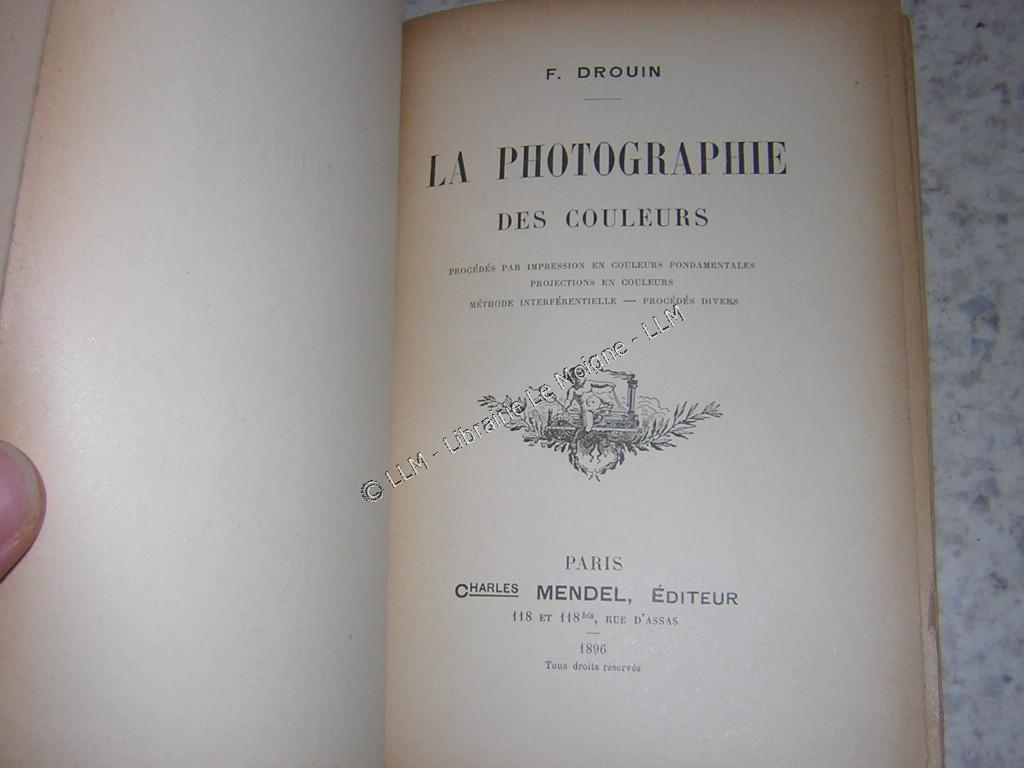 F. DROUIN
LA PHOTOGRAPHIE
DES COULEURS
PROCÉDÉS PAR IMPRESSION EN COULEURS FONDAMENTALES
PROJECTIONS EN COULEURS
MÉTHODE INTERFÉRENTIELLE — PROCÉDÉS DIVERS
© LLM - Librairie Le Moigne - LLM
PARIS
CHARLES MENDEL, ÉDITEUR
118 ET 118bis, RUE D'ASSAS
1896
Tous droits réservés